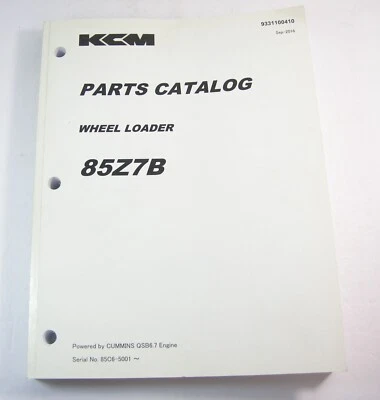 KCM
9331100410
Sep.-2014
PARTS CATALOG
WHEEL LOADER
85Z7B
Powered by CUMMINS QSB6.7 Engine
Serial No. 85C6-5001 ～